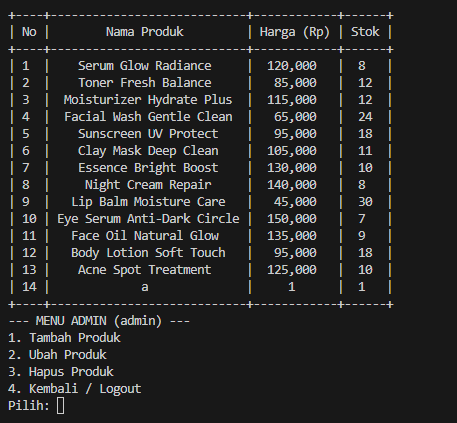 +----+--------------------------+------------+------+
| No |       Nama Produk        | Harga (Rp) | Stok |
+----+--------------------------+------------+------+
| 1  |   Serum Glow Radiance    |  120,000   |  8   |
| 2  |   Toner Fresh Balance    |   85,000   |  12  |
| 3  | Moisturizer Hydrate Plus |  115,000   |  12  |
| 4  | Facial Wash Gentle Clean |   65,000   |  24  |
| 5  |   Sunscreen UV Protect   |   95,000   |  18  |
| 6  |   Clay Mask Deep Clean   |  105,000   |  11  |
| 7  |  Essence Bright Boost    |  130,000   |  10  |
| 8  |    Night Cream Repair    |  140,000   |  8   |
| 9  |  Lip Balm Moisture Care  |   45,000   |  30  |
| 10 | Eye Serum Anti-Dark Circle | 150,000 |  7   |
| 11 |  Face Oil Natural Glow   |  135,000   |  9   |
| 12 |  Body Lotion Soft Touch  |   95,000   |  18  |
| 13 |   Acne Spot Treatment    |  125,000   |  10  |
| 14 |            a             |     1      |  1   |
+----+--------------------------+------------+------+
--- MENU ADMIN (admin) ---
1. Tambah Produk
2. Ubah Produk
3. Hapus Produk
4. Kembali / Logout
Pilih: